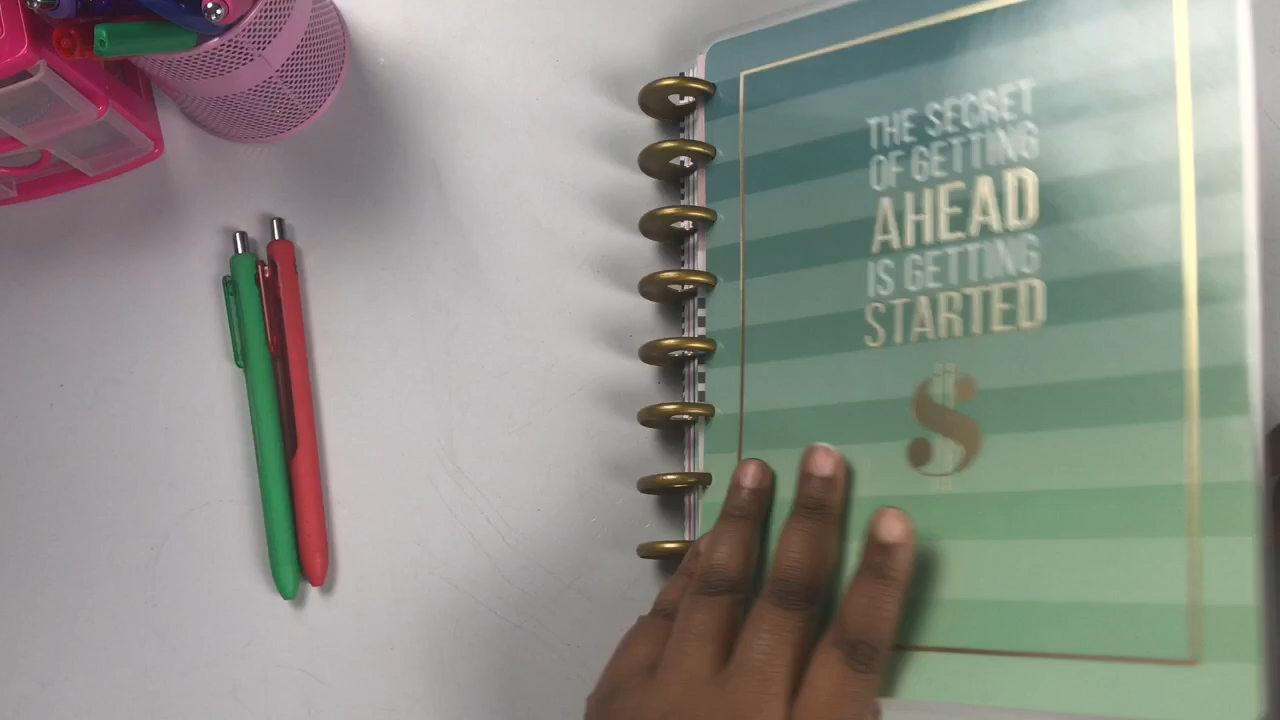 THE SECRET
OF GETTING
AHEAD
IS GETTING
STARTED
$